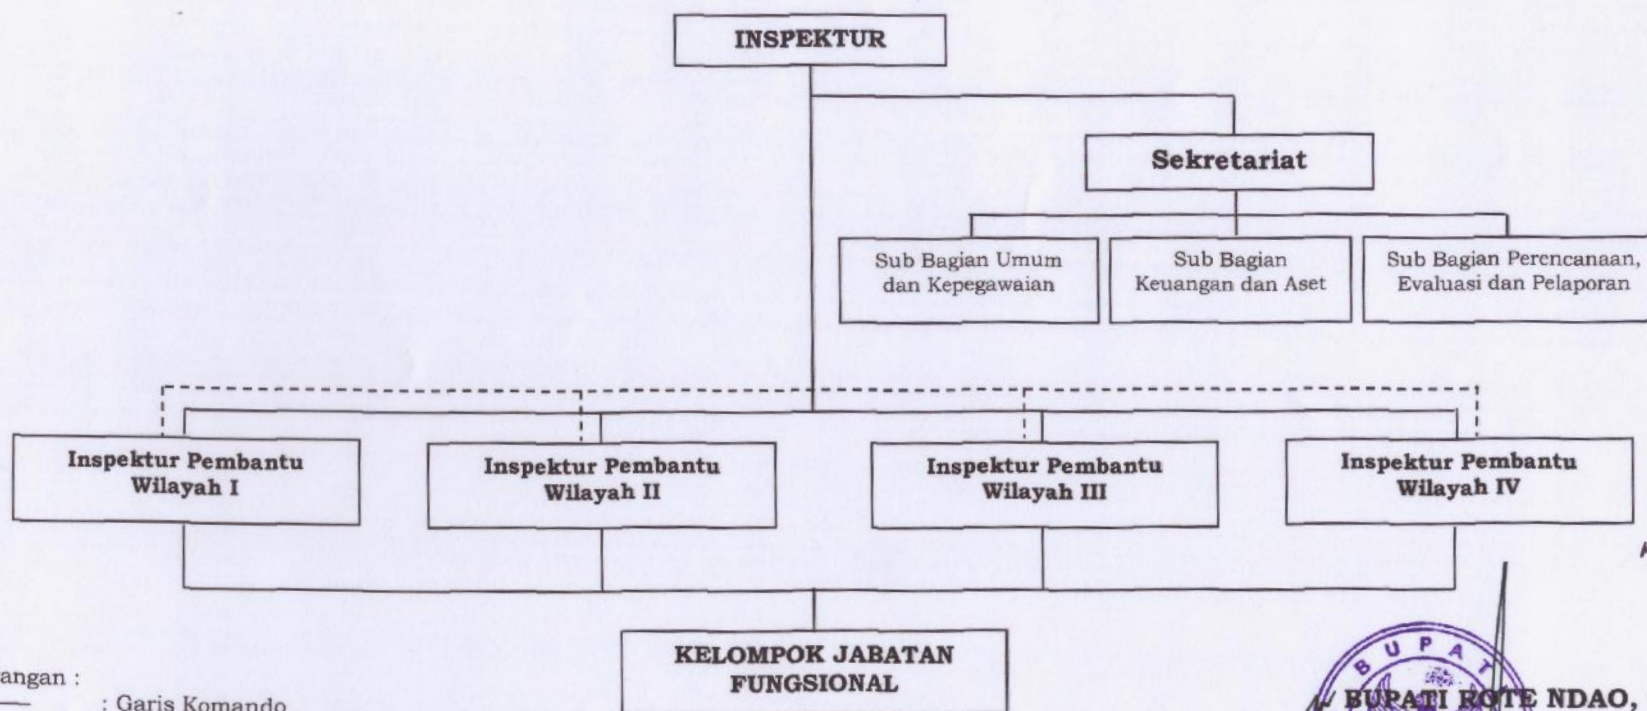 INSPEKTUR
Sekretariat
Sub Bagian Umum
dan Kepegawaian
Sub Bagian
Keuangan dan Aset
Sub Bagian Perencanaan,
Evaluasi dan Pelaporan
Inspektur Pembantu
Wilayah I
Inspektur Pembantu
Wilayah II
Inspektur Pembantu
Wilayah III
Inspektur Pembantu
Wilayah IV
KELOMPOK JABATAN
FUNGSIONAL
angan :
: Garis Komando
BUPAT
BUPATI ROTE NDAO,